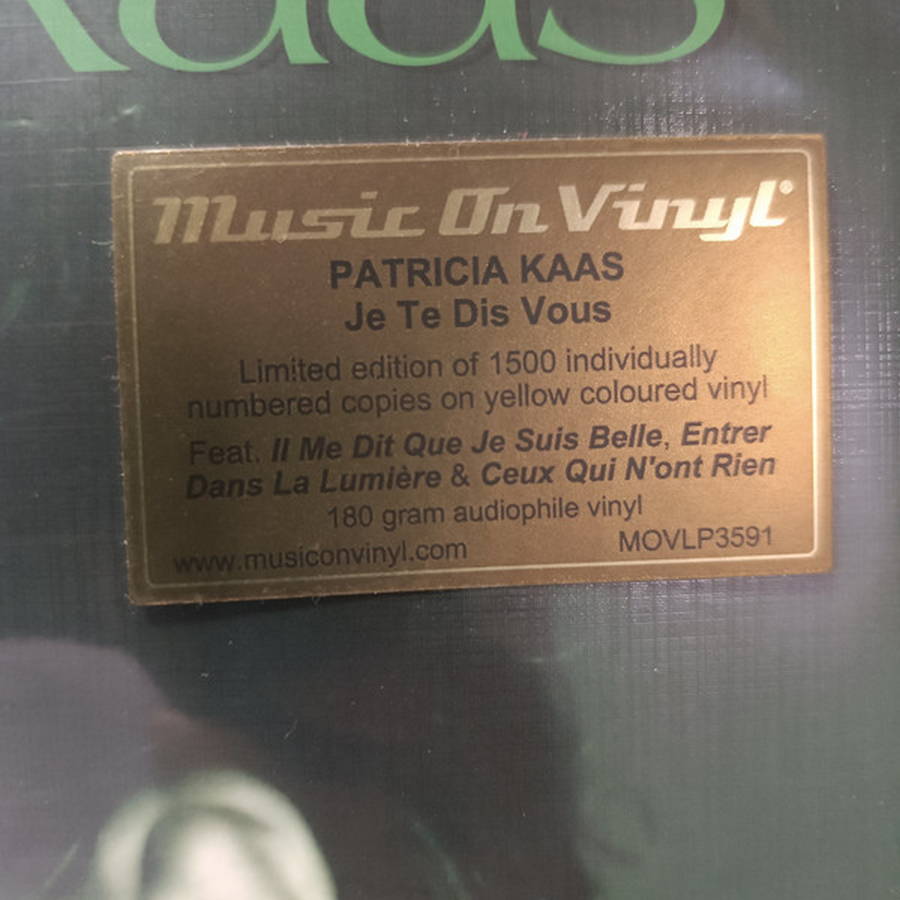 Kaas
Music On Vinyl®
PATRICIA KAAS
Je Te Dis Vous
Limited edition of 1500 individually
numbered copies on yellow coloured vinyl
Feat. Il Me Dit Que Je Suis Belle, Entrer
Dans La Lumière & Ceux Qui N'ont Rien
180 gram audiophile vinyl
www.musiconvinyl.com MOVLP3591